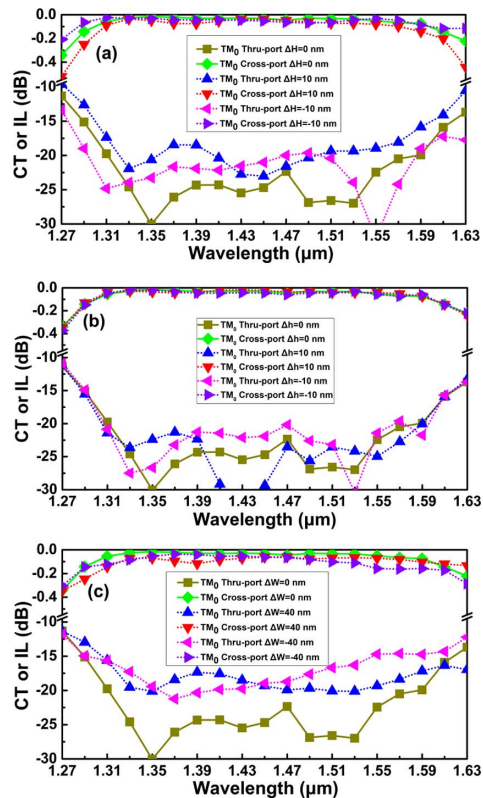 0.0
(a)
-0.2
TM0 Thru-port ΔH=0 nm
TM0 Cross-port ΔH=0 nm
-0.4
TM0 Thru-port ΔH=10 nm
TM0 Cross-port ΔH=10 nm
-10
TM0 Thru-port ΔH=-10 nm
TM0 Cross-port ΔH=-10 nm
-15
-20
-25
-30
CT or IL (dB)
1.27 1.31 1.35 1.39 1.43 1.47 1.51 1.55 1.59 1.63
Wavelength (μm)
0.0
(b)
-0.2
TM0 Thru-port Δh=0 nm
-0.4
TM0 Cross-port Δh=0 nm
TM0 Thru-port Δh=10 nm
-10
TM0 Cross-port Δh=10 nm
TM0 Thru-port Δh=-10 nm
-15
TM0 Cross-port Δh=-10 nm
-20
-25
-30
CT or IL (dB)
1.27 1.31 1.35 1.39 1.43 1.47 1.51 1.55 1.59 1.63
Wavelength (μm)
0.0
-0.2
(c)
TM0 Thru-port ΔW=0 nm
-0.4
TM0 Cross-port ΔW=0 nm
TM0 Thru-port ΔW=40 nm
-10
TM0 Cross-port ΔW=40 nm
TM0 Thru-port ΔW=-40 nm
-15
TM0 Cross-port ΔW=-40 nm
-20
-25
-30
CT or IL (dB)
1.27 1.31 1.35 1.39 1.43 1.47 1.51 1.55 1.59 1.63
Wavelength (μm)